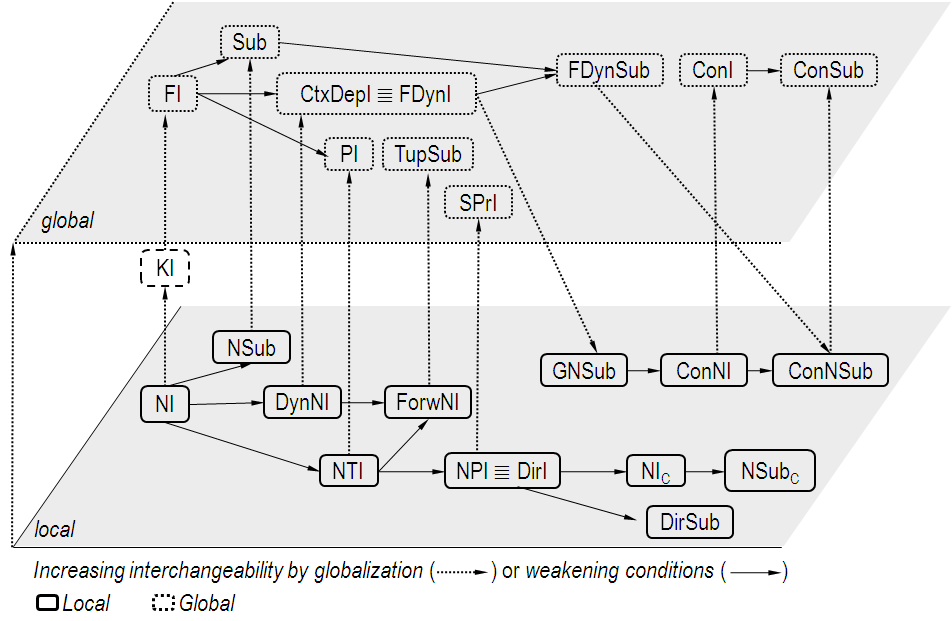 Sub
FDynSub
ConI
ConSub
FI
CtxDepI ≡ FDynI
PI
TupSub
SPrI
global
KI
NSub
GNSub
ConNI
ConNSub
NI
DynNI
ForwNI
NTI
NPI ≡ DirI
NIC
NSubC
DirSub
local
Increasing interchangeability by globalization ( ) or weakening conditions ( )
Local Global